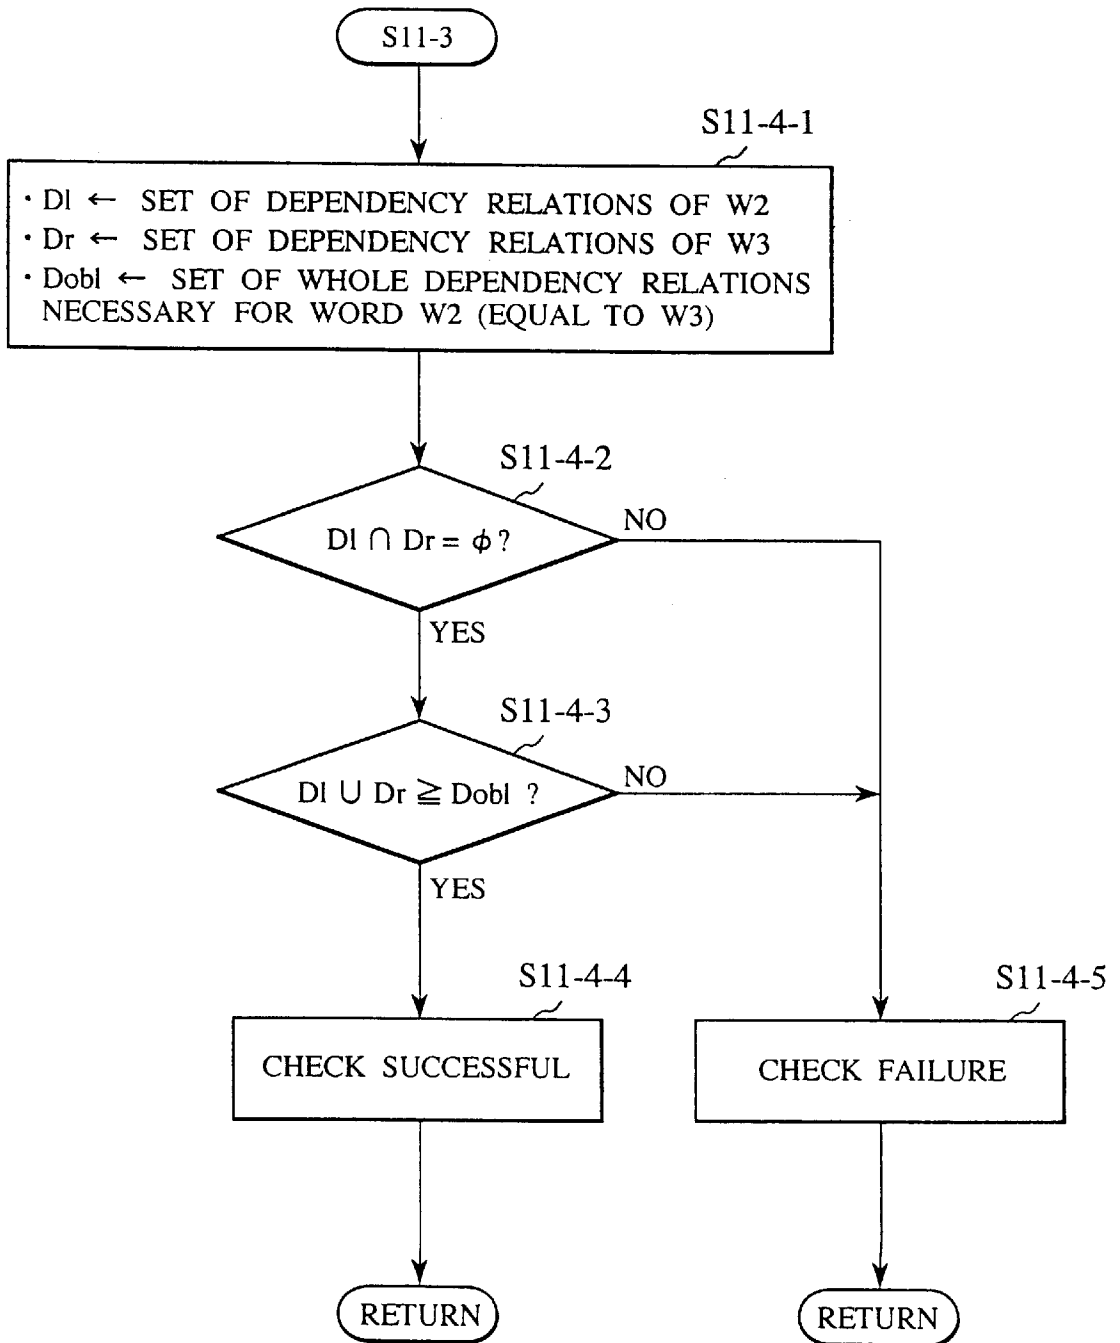 S11-3
S11-4-1
· Dl ← SET OF DEPENDENCY RELATIONS OF W2
· Dr ← SET OF DEPENDENCY RELATIONS OF W3
· Dobl ← SET OF WHOLE DEPENDENCY RELATIONS
NECESSARY FOR WORD W2 (EQUAL TO W3)
S11-4-2
Dl ∩ Dr = ϕ ?
NO
YES
S11-4-3
Dl ∪ Dr ≧ Dobl ?
NO
YES
S11-4-4
S11-4-5
CHECK SUCCESSFUL
CHECK FAILURE
RETURN
RETURN